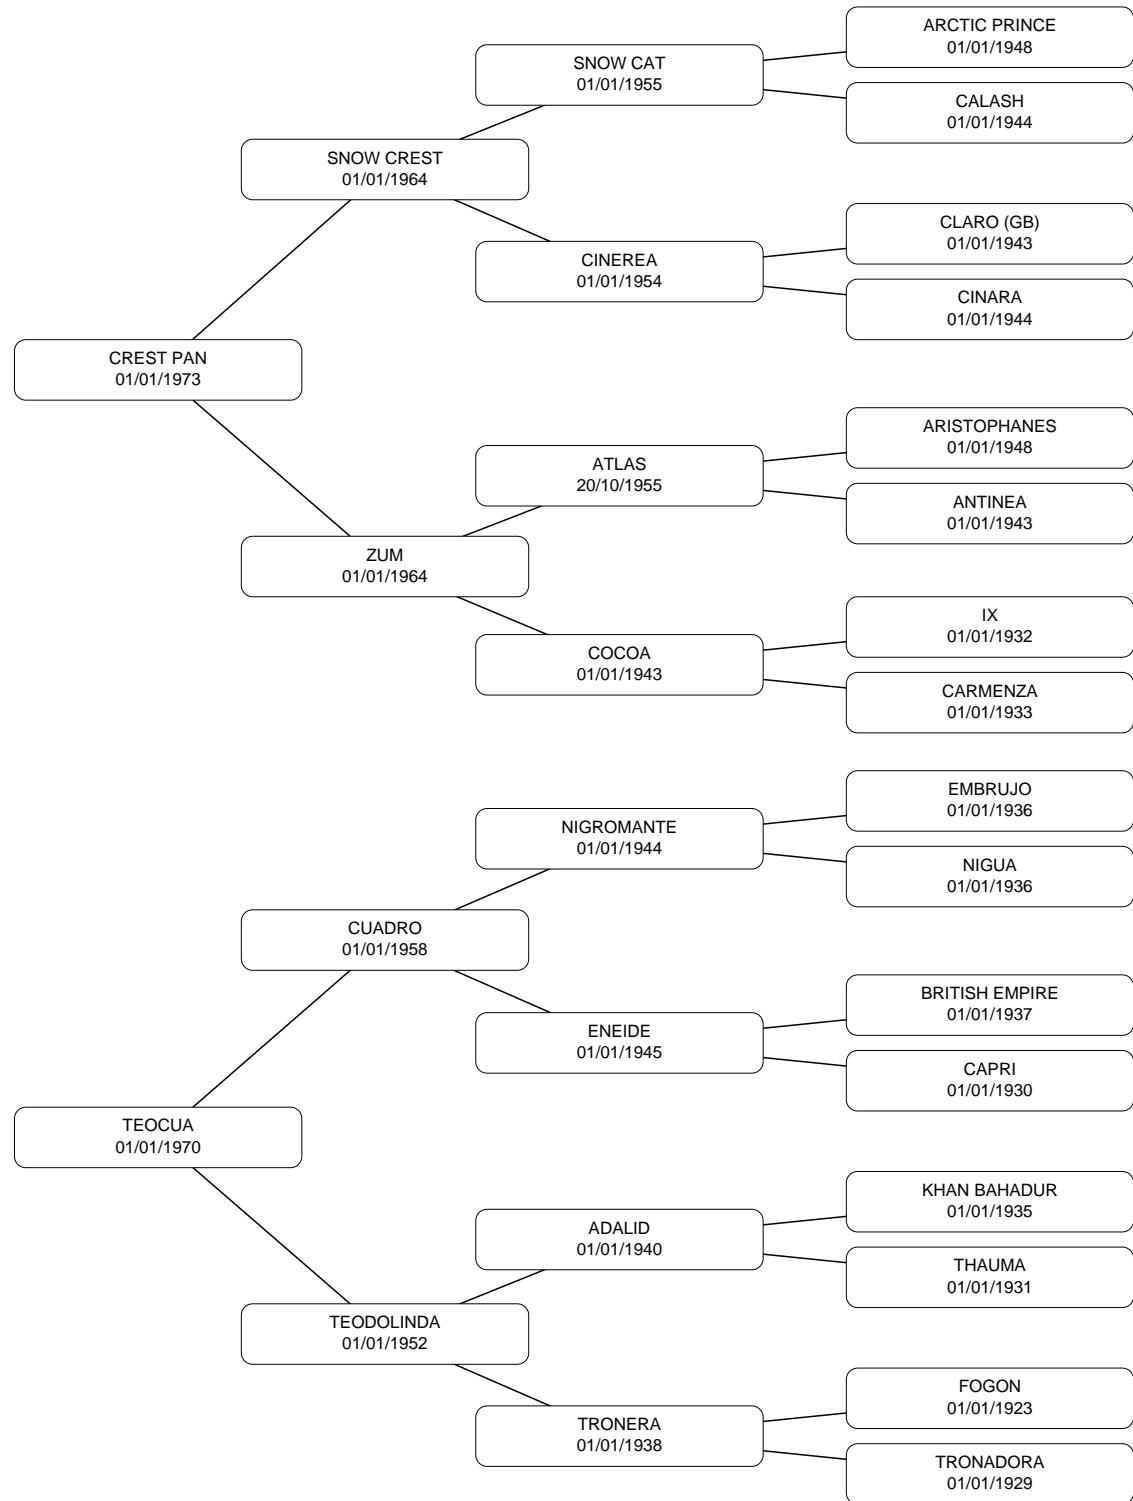 ARCTIC PRINCE
01/01/1948
SNOW CAT
01/01/1955
CALASH
01/01/1944
SNOW CREST
01/01/1964
CLARO (GB)
01/01/1943
CINEREA
01/01/1954
CINARA
01/01/1944
CREST PAN
01/01/1973
ARISTOPHANES
01/01/1948
ATLAS
20/10/1955
ANTINEA
01/01/1943
ZUM
01/01/1964
IX
01/01/1932
COCOA
01/01/1943
CARMENZA
01/01/1933
EMBRUJO
01/01/1936
NIGROMANTE
01/01/1944
NIGUA
01/01/1936
CUADRO
01/01/1958
BRITISH EMPIRE
01/01/1937
ENEIDE
01/01/1945
CAPRI
01/01/1930
TEOCUA
01/01/1970
KHAN BAHADUR
01/01/1935
ADALID
01/01/1940
THAUMA
01/01/1931
TEODOLINDA
01/01/1952
FOGON
01/01/1923
TRONERA
01/01/1938
TRONADORA
01/01/1929